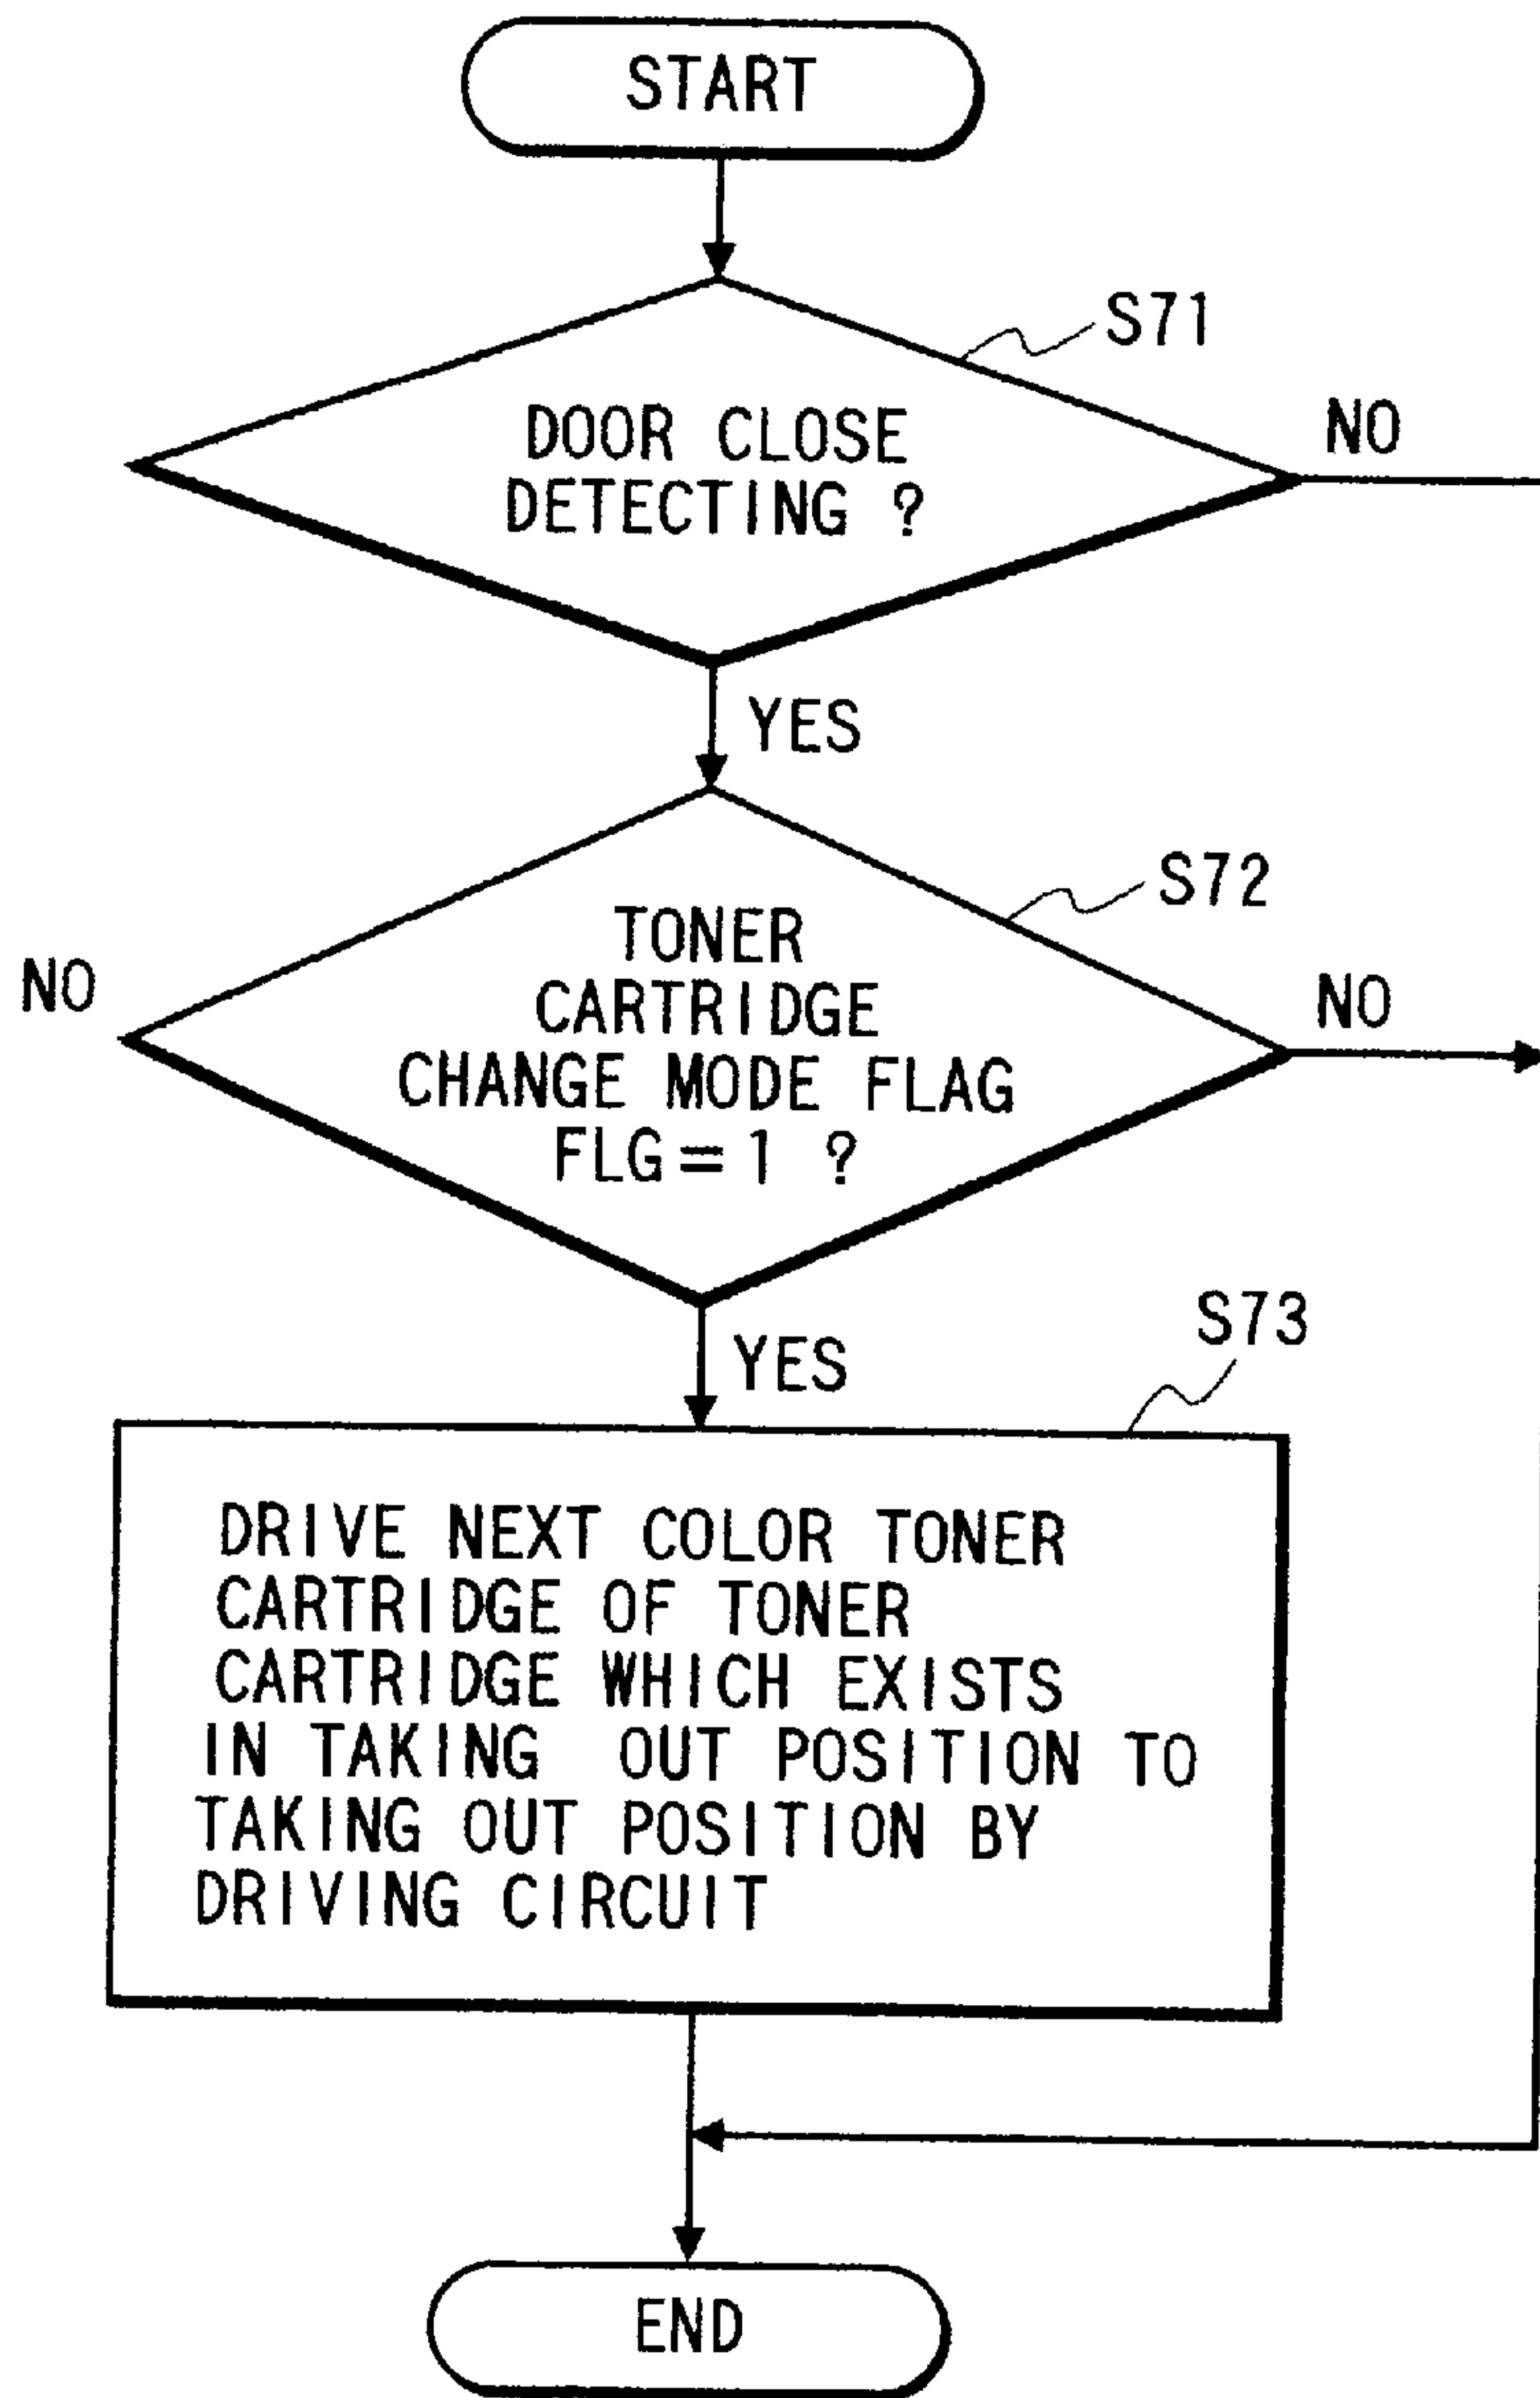 START
S71
DOOR CLOSE
DETECTING ?
NO
YES
S72
TONER
CARTRIDGE
CHANGE MODE FLAG
FLG=1 ?
NO
NO
YES
S73
DRIVE NEXT COLOR TONER
CARTRIDGE OF TONER
CARTRIDGE WHICH EXISTS
IN TAKING OUT POSITION TO
TAKING OUT POSITION BY
DRIVING CIRCUIT
END